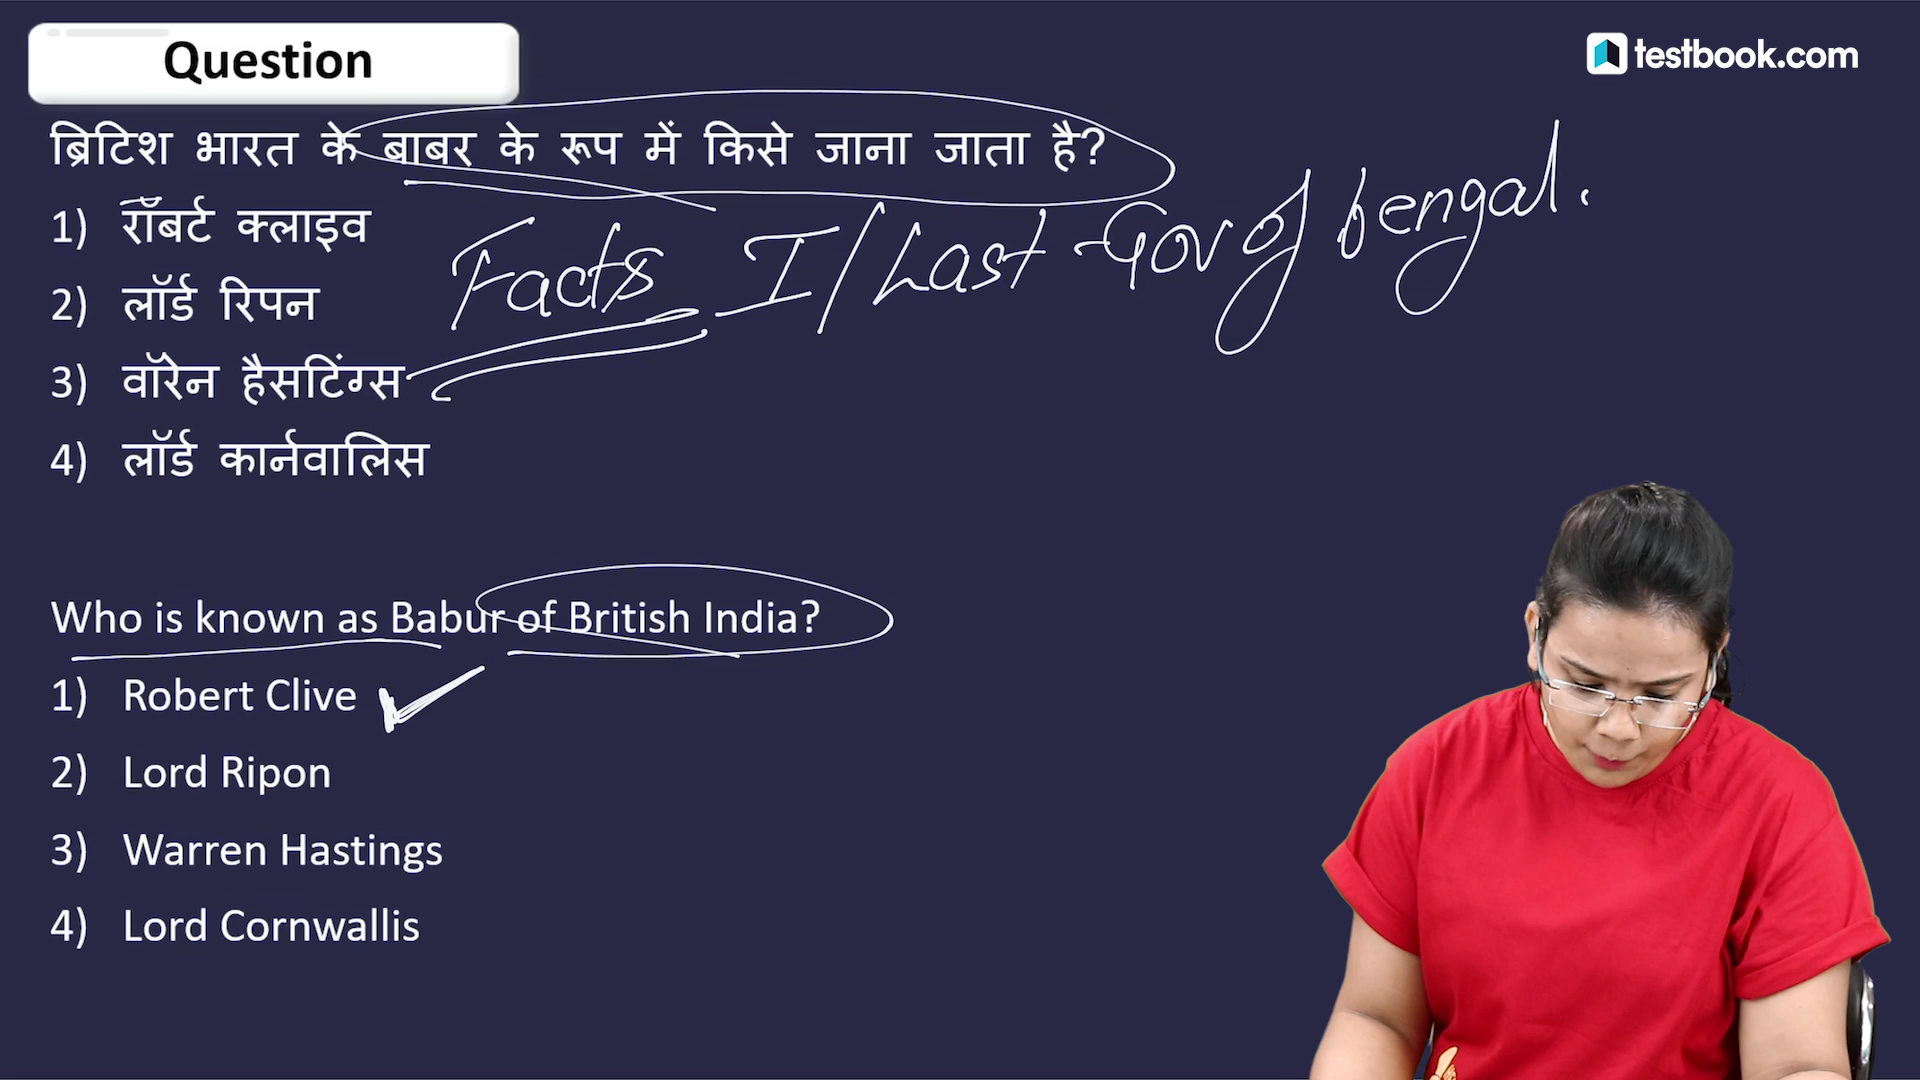 Question
testbook.com
ब्रिटिश भारत के बाबर के रूप में किसे जाना जाता है?
1) रॉबर्ट क्लाइव
2) लॉर्ड रिपन
3) वॉरेन हैसटिंग्स
4) लॉर्ड कार्नवालिस
Facts I/Last Gov of bengal.
Who is known as Babur of British India?
1) Robert Clive
2) Lord Ripon
3) Warren Hastings
4) Lord Cornwallis